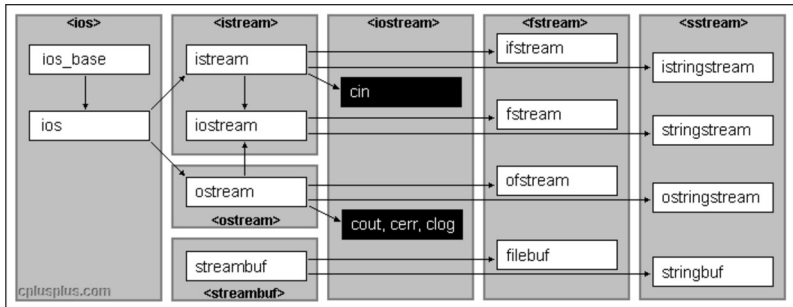 <ios>
<istream>
<iostream>
<fstream>
<sstream>
ios_base
istream
ifstream
istringstream
cin
ios
iostream
fstream
stringstream
ostream
ofstream
ostringstream
<ostream>
cout, cerr, clog
streambuf
filebuf
stringbuf
cplusplus.com
<streambuf>